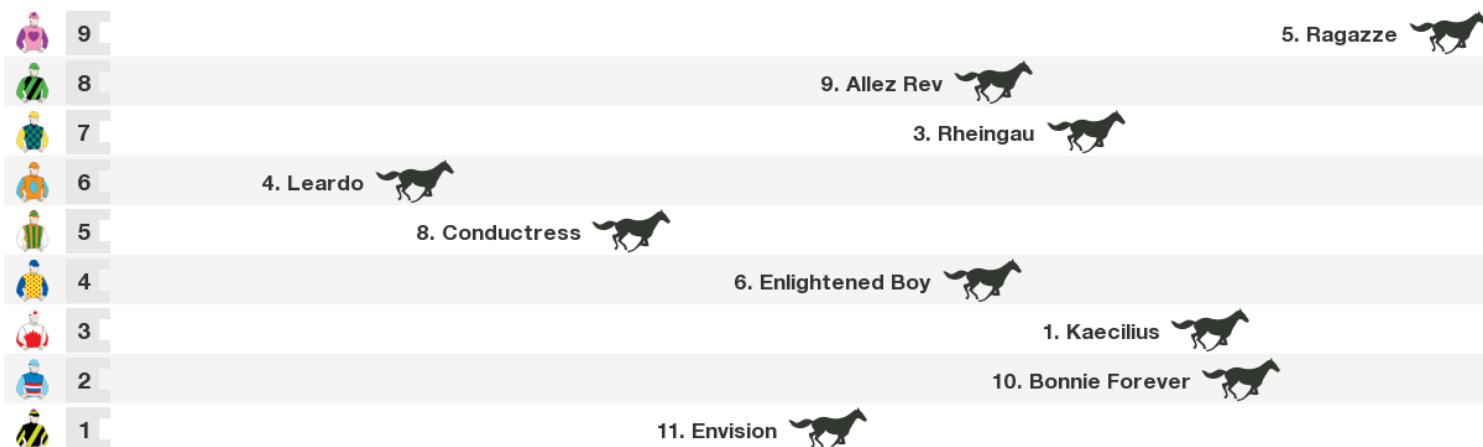 9 5. Ragazze
8 9. Allez Rev
7 3. Rheingau
6 4. Leardo
5 8. Conductress
4 6. Enlightened Boy
3 1. Kaecilius
2 10. Bonnie Forever
1 11. Envision